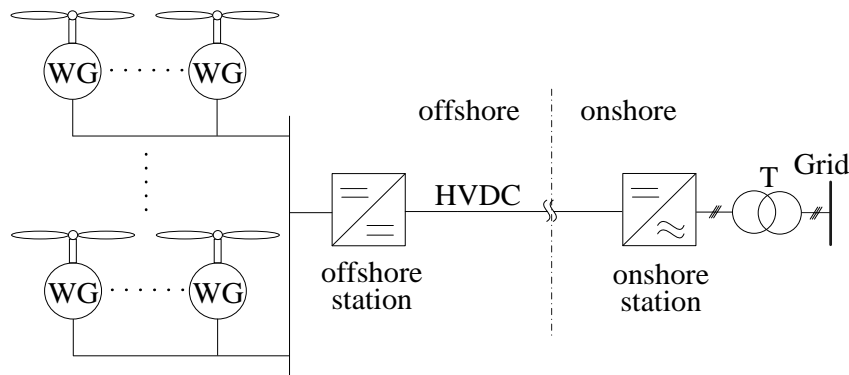 WG WG
offshore onshore
HVDC
T
Grid
offshore
station
onshore
station
WG WG